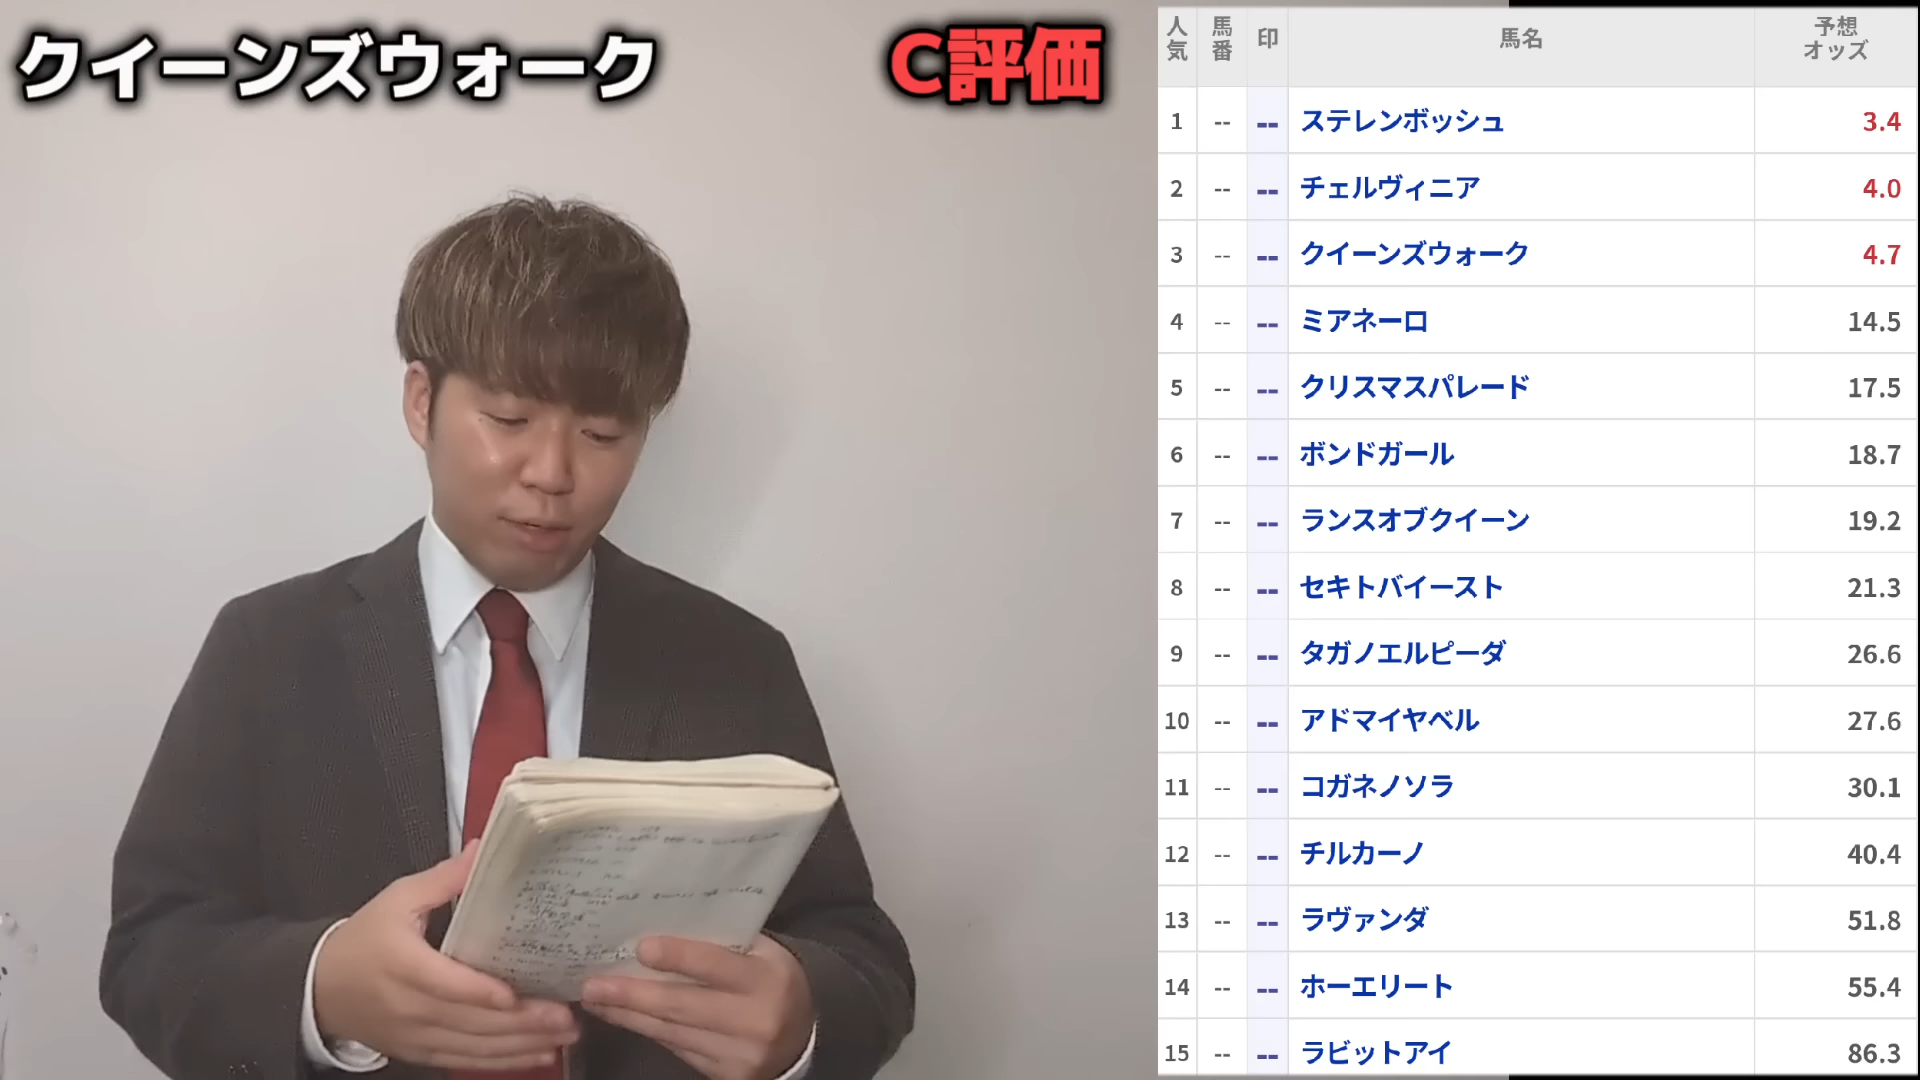 クイーンズウォーク C評価
人気 馬番 印 馬名 予想オッズ
1 -- -- ステレンボッシュ 3.4
2 -- -- チェルヴィニア 4.0
3 -- -- クイーンズウォーク 4.7
4 -- -- ミアネーロ 14.5
5 -- -- クリスマスパレード 17.5
6 -- -- ボンドガール 18.7
7 -- -- ランスオブクイーン 19.2
8 -- -- セキトバイースト 21.3
9 -- -- タガノエルピーダ 26.6
10 -- -- アドマイヤベル 27.6
11 -- -- コガネノソラ 30.1
12 -- -- チルカーノ 40.4
13 -- -- ラヴァンダ 51.8
14 -- -- ホーエリート 55.4
15 -- -- ラビットアイ 86.3